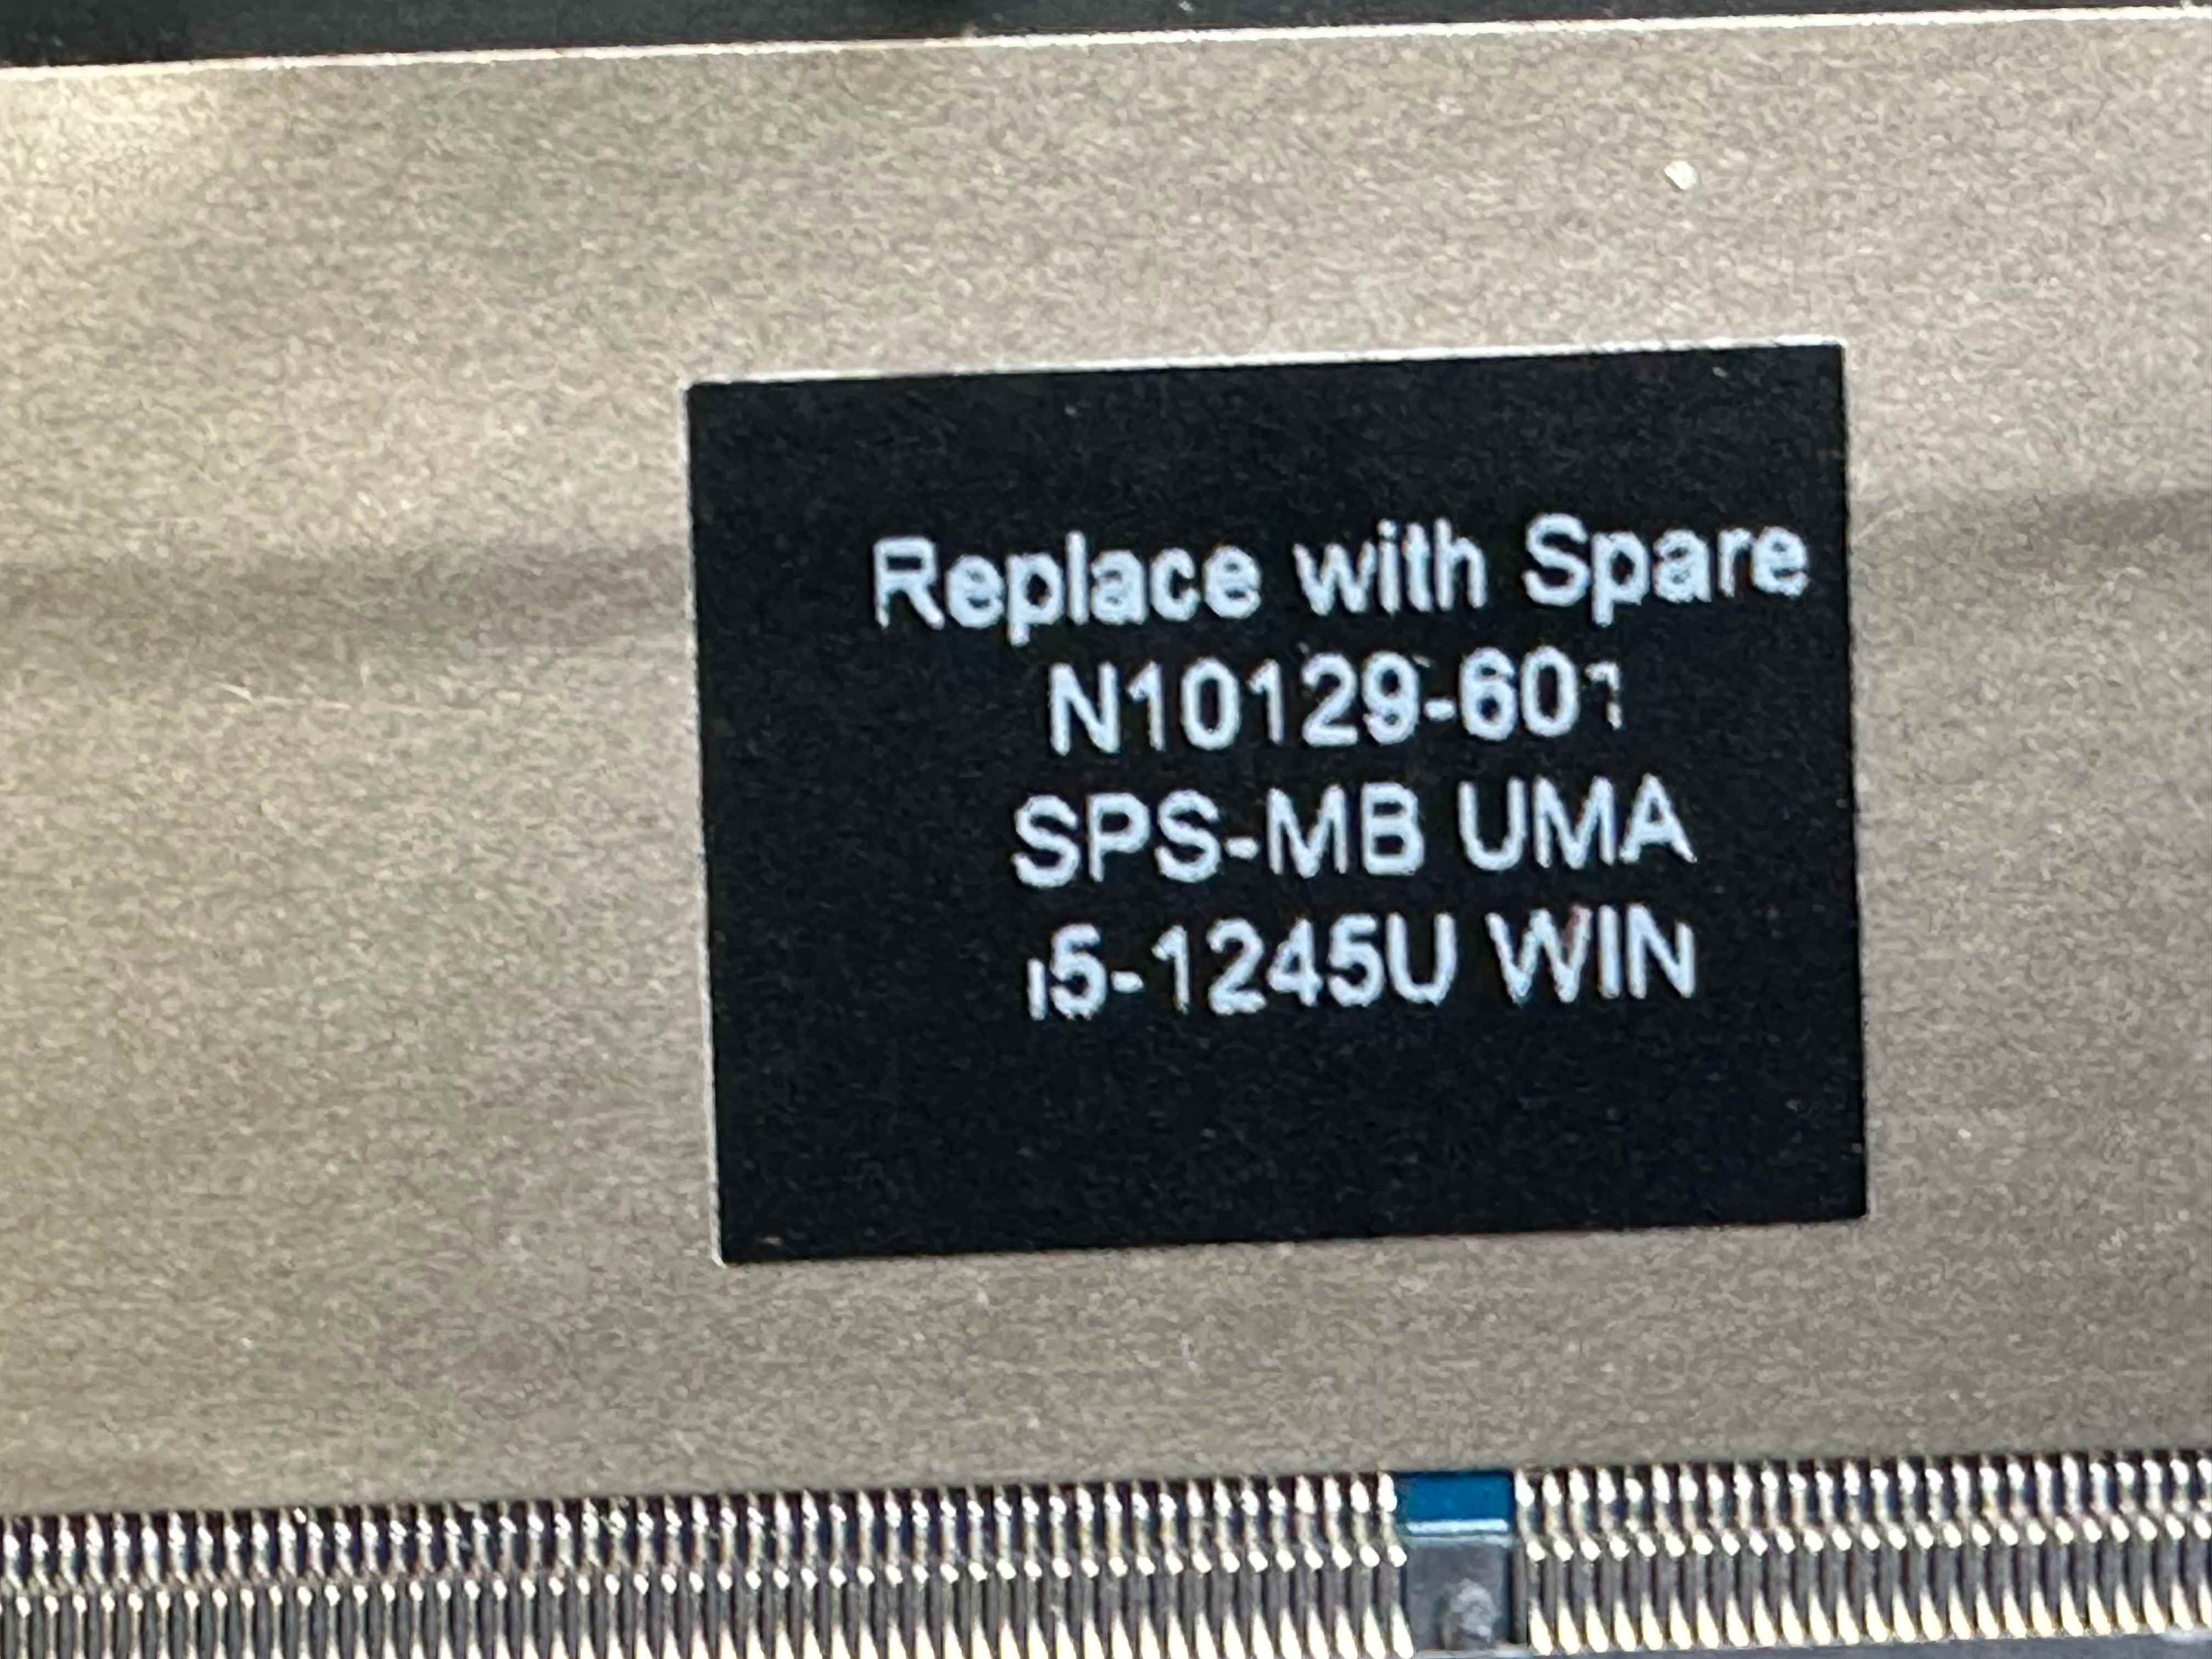 Replace with Spare
N10129-601
SPS-MB UMA
i5-1245U WIN